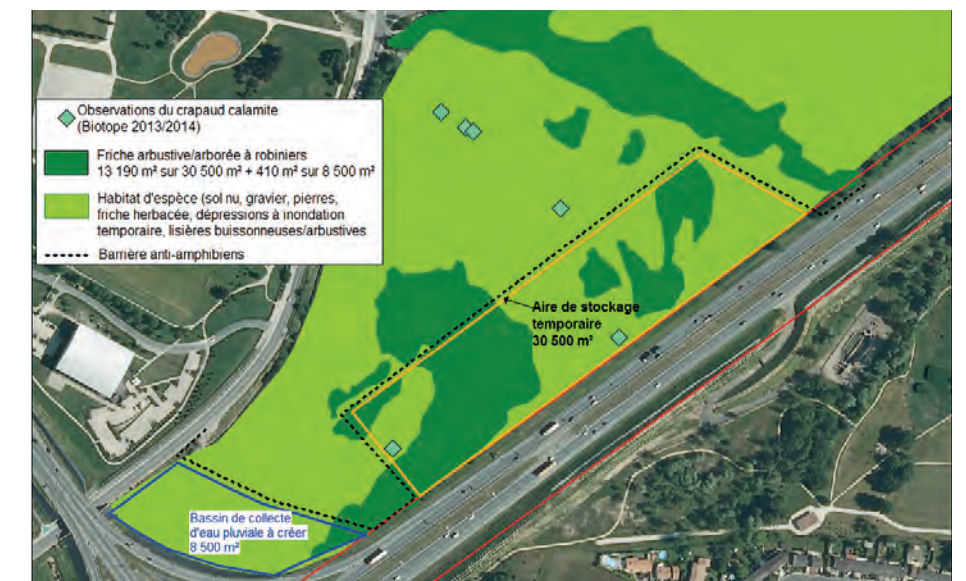 Observations du crapaud calamite
(Biotope 2013/2014)
Friche arbustive/arborée à robiniers
13 190 m² sur 30 500 m² + 410 m² sur 8 500 m²
Habitat d'espèce (sol nu, gravier, pierres,
friche herbacée, dépressions à inondation
temporaire, lisières buissonneuses/arbustives
Barrière anti-amphibiens
Aire de stockage
temporaire
30 500 m²
Bassin de collecte
d'eau pluviale à créer
8 500 m²